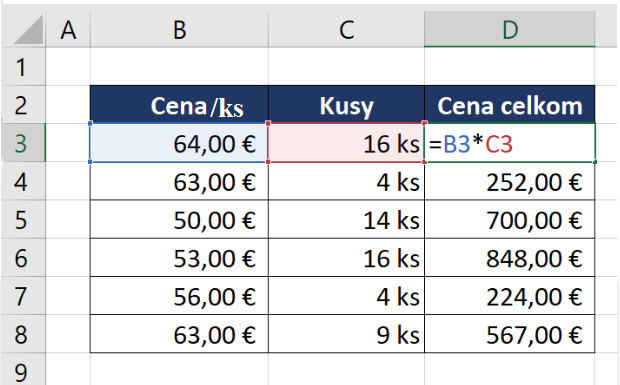 A B C D
1
2 Cena/ks Kusy Cena celkom
3 64,00 € 16 ks =B3*C3
4 63,00 € 4 ks 252,00 €
5 50,00 € 14 ks 700,00 €
6 53,00 € 16 ks 848,00 €
7 56,00 € 4 ks 224,00 €
8 63,00 € 9 ks 567,00 €
9